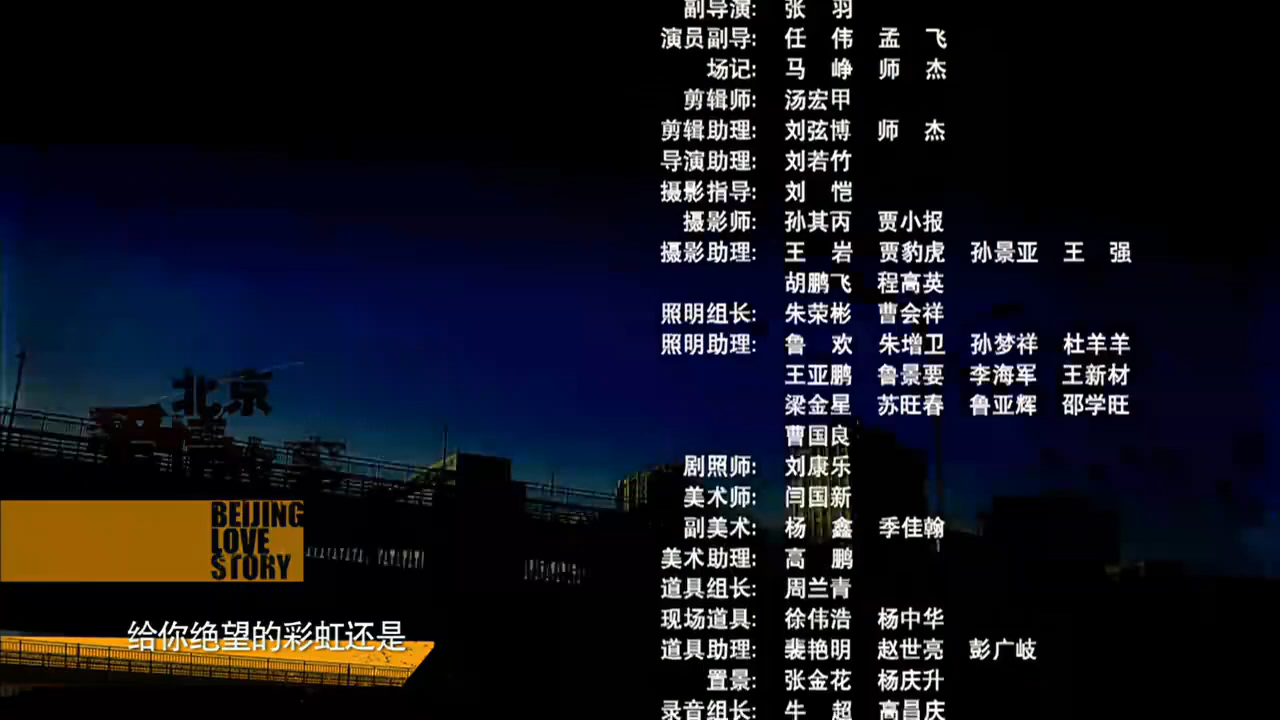 副导演: 张 羽
演员副导: 任 伟 孟 飞
场记: 马 峥 师 杰
剪辑师: 汤宏甲
剪辑助理: 刘弦博 师 杰
导演助理: 刘若竹
摄影指导: 刘 恺
摄影师: 孙其丙 贾小报
摄影助理: 王 岩 贾豹虎 孙景亚 王 强
胡鹏飞 程高英
照明组长: 朱荣彬 曹会祥
照明助理: 鲁 欢 朱增卫 孙梦祥 杜羊羊
王亚鹏 鲁景要 李海军 王新材
梁金星 苏旺春 鲁亚辉 邵学旺
曹国良
剧照师: 刘康乐
美术师: 闫国新
副美术: 杨 鑫 季佳翰
美术助理: 高 鹏
道具组长: 周兰青
现场道具: 徐伟浩 杨中华
道具助理: 裴艳明 赵世亮 彭广岐
置景: 张金花 杨庆升
录音组长: 牛 超 高昌庆
北京
BEIJING
LOVE
STORY
给你绝望的彩虹还是